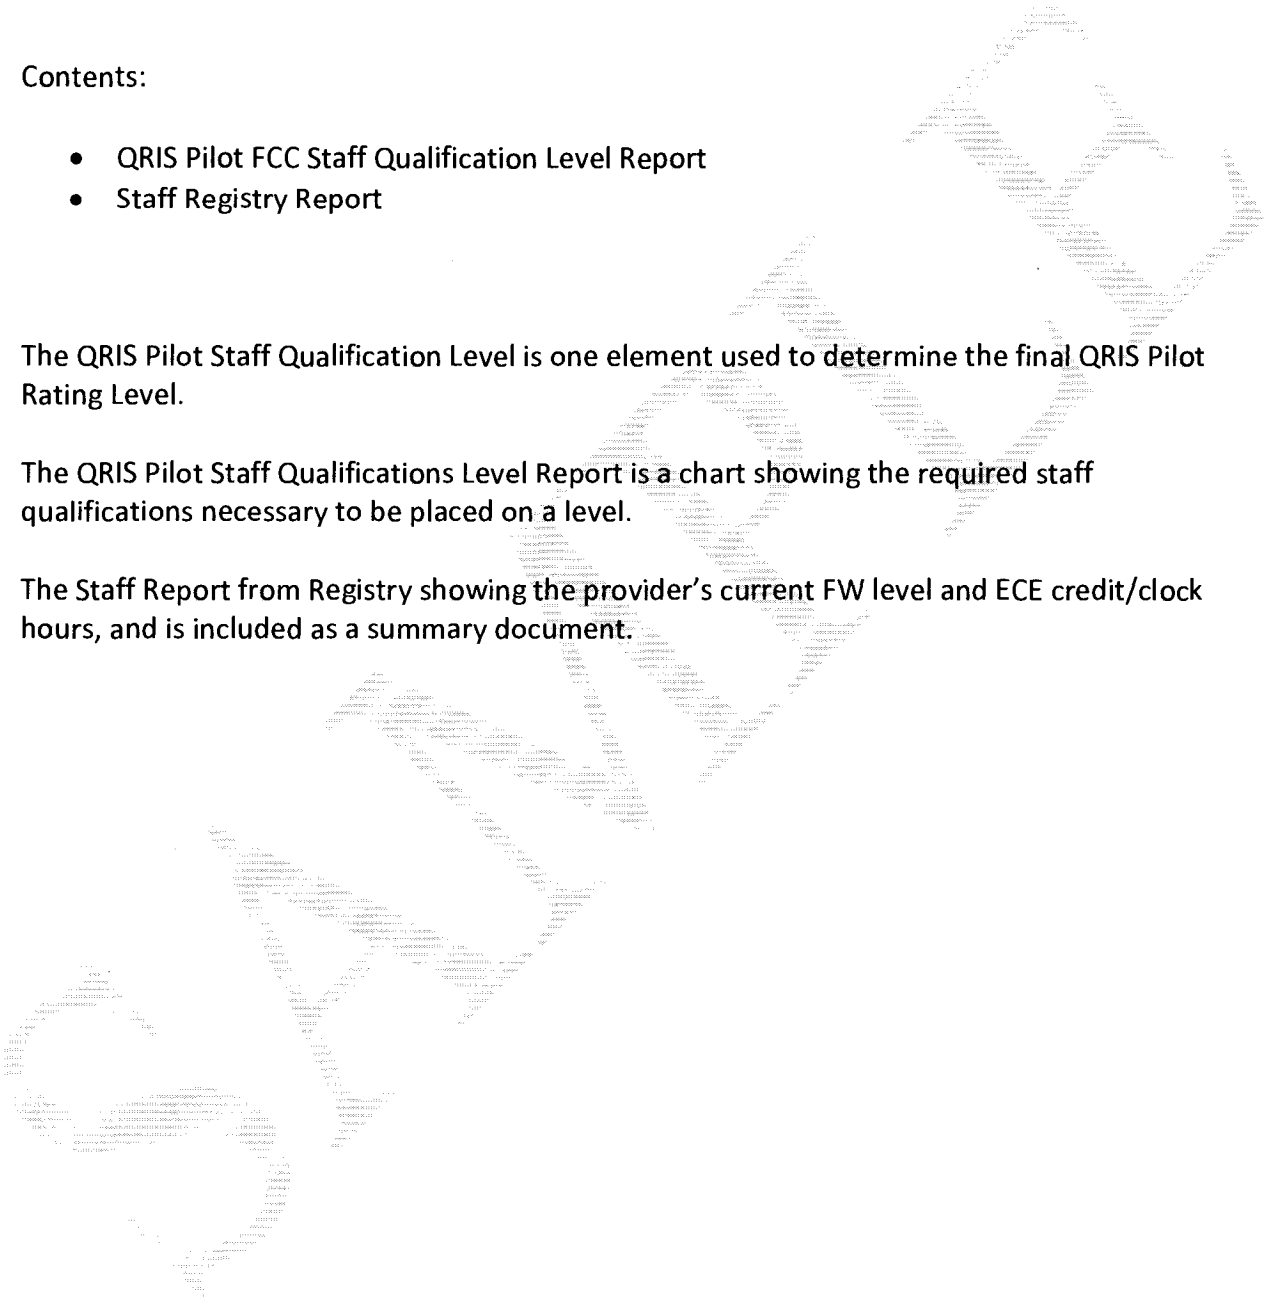 Contents:
• QRIS Pilot FCC Staff Qualification Level Report
• Staff Registry Report
The QRIS Pilot Staff Qualification Level is one element used to determine the final QRIS Pilot
Rating Level.
The QRIS Pilot Staff Qualifications Level Report is a chart showing the required staff
qualifications necessary to be placed on a level.
The Staff Report from Registry showing the provider's current FW level and ECE credit/clock
hours, and is included as a summary document.
SAMPLE